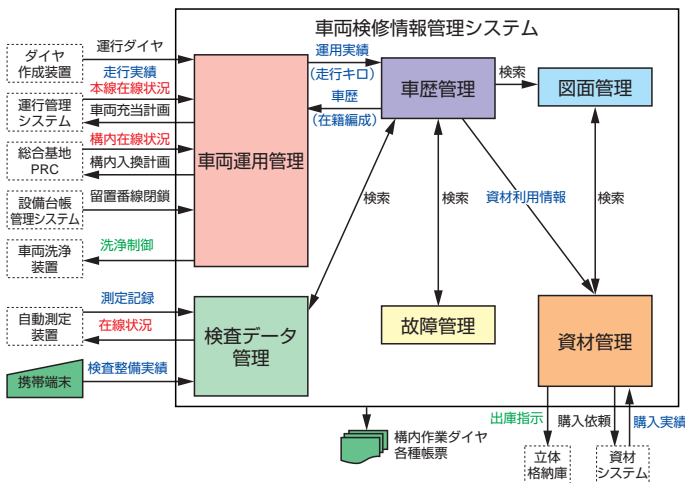 車両検修情報管理システム
ダイヤ
作成装置
運行ダイヤ
走行実績
本線在線状況
運行管理
システム
車両充当計画
構内在線状況
総合基地
PRC
構内入換計画
設備台帳
管理システム
留置番線閉鎖
車両洗浄
装置
洗浄制御
車両運用管理
運用実績
(走行キロ)
車歴
(在籍編成)
車歴管理
検索
図面管理
検索
検索
資材利用情報
検索
自動測定
装置
測定記録
在線状況
携帯端末
検査整備実績
検査データ
管理
故障管理
資材管理
構内作業ダイヤ
各種帳票
出庫指示
購入依頼
購入実績
立体
格納庫
資材
システム